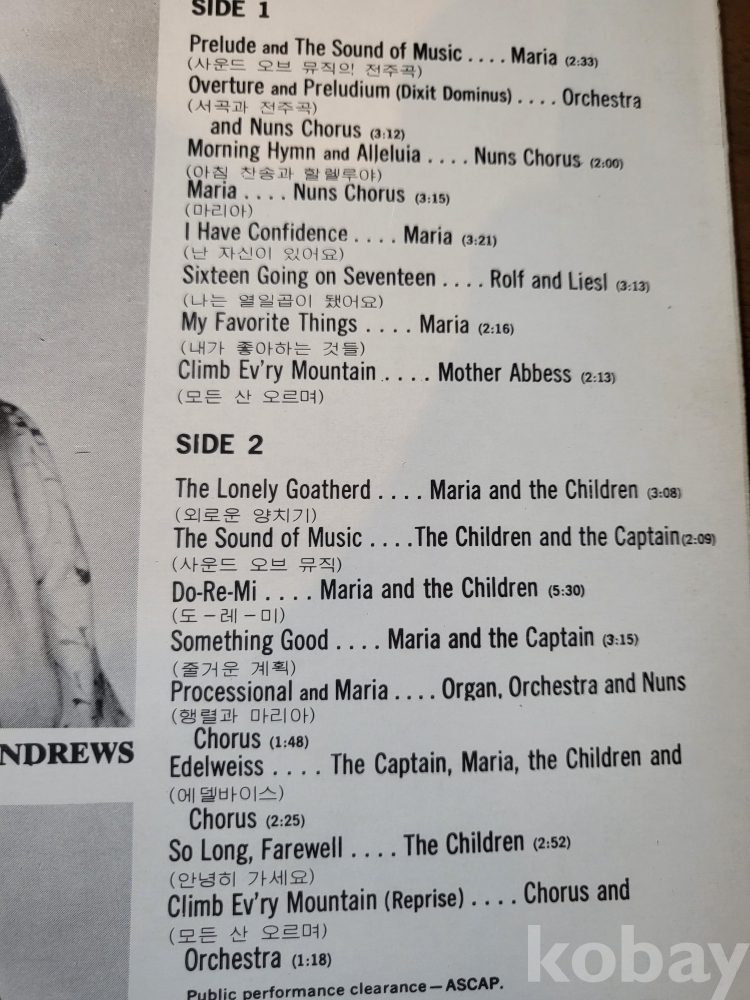 SIDE 1
Prelude and The Sound of Music .... Maria (2:33)
(사운드 오브 뮤직의 전주곡)
Overture and Preludium (Dixit Dominus) .... Orchestra
(서곡과 전주곡)
and Nuns Chorus (3:12)
Morning Hymn and Alleluia .... Nuns Chorus (2:00)
(아침 찬송과 할렐루야)
Maria .... Nuns Chorus (3:15)
(마리아)
I Have Confidence .... Maria (3:21)
(난 자신이 있어요)
Sixteen Going on Seventeen .... Rolf and Liesl (3:13)
(나는 열일곱이 됐어요)
My Favorite Things .... Maria (2:16)
(내가 좋아하는 것들)
Climb Ev'ry Mountain .... Mother Abbess (2:13)
(모든 산 오르며)
SIDE 2
The Lonely Goatherd .... Maria and the Children (3:08)
(외로운 양치기)
The Sound of Music ....The Children and the Captain(2:09)
(사운드 오브 뮤직)
Do-Re-Mi .... Maria and the Children (5:30)
(도-레-미)
Something Good .... Maria and the Captain (3:15)
(줄거운 계획)
Processional and Maria .... Organ, Orchestra and Nuns
(행렬과 마리아)
Chorus (1:48)
NDREWS
Edelweiss .... The Captain, Maria, the Children and
(에델바이스)
Chorus (2:25)
So Long, Farewell .... The Children (2:52)
(안녕히 가세요)
Climb Ev'ry Mountain (Reprise) .... Chorus and
(모든 산 오르며)
Orchestra (1:18)
Public performance clearance—ASCAP.
kobay